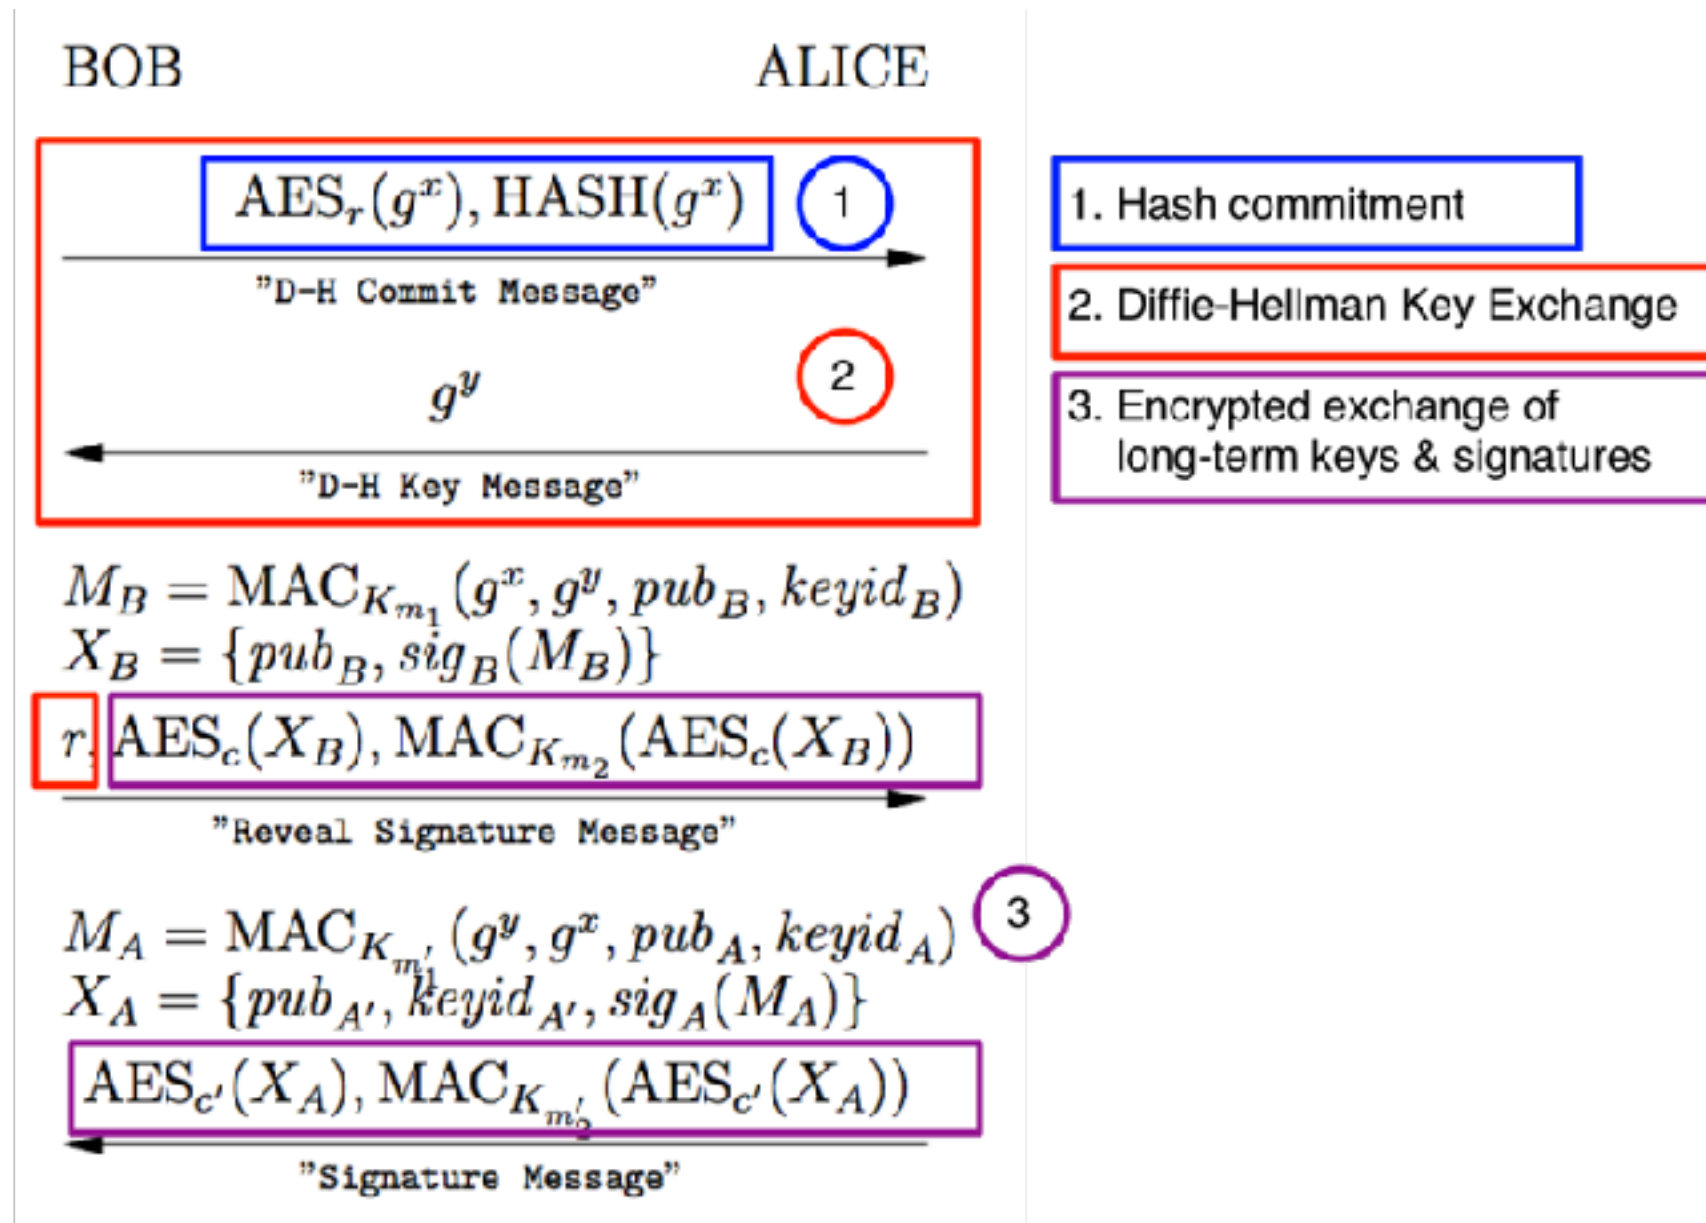 BOB ALICE
AES_r(g^x), HASH(g^x) 1
"D-H Commit Message"
g^y 2
"D-H Key Message"
M_B = MAC_{K_{m_1}}(g^x, g^y, pub_B, keyid_B)
X_B = {pub_B, sig_B(M_B)}
r, AES_c(X_B), MAC_{K_{m_2}}(AES_c(X_B))
"Reveal Signature Message"
M_A = MAC_{K_{m_1'}}(g^y, g^x, pub_A, keyid_A) 3
X_A = {pub_{A'}, keyid_{A'}, sig_A(M_A)}
AES_{c'}(X_A), MAC_{K_{m_2'}}(AES_{c'}(X_A))
"Signature Message"
1. Hash commitment
2. Diffie-Hellman Key Exchange
3. Encrypted exchange of
long-term keys & signatures